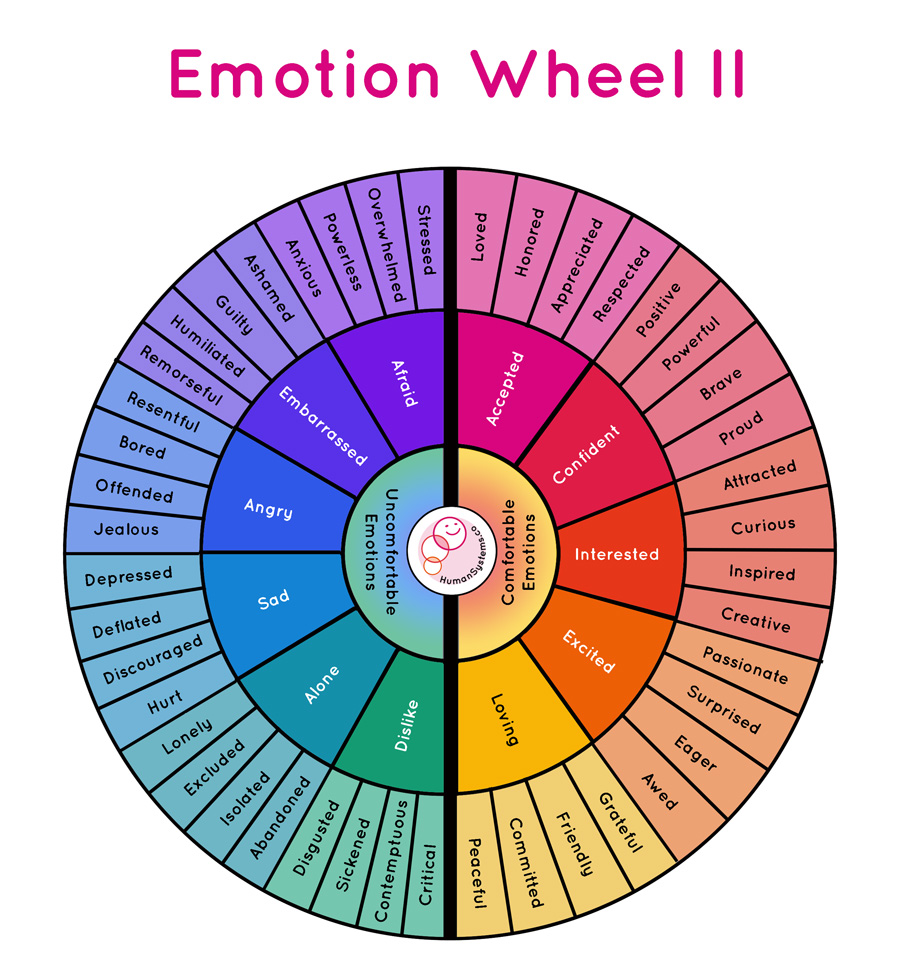 Emotion Wheel II
Uncomfortable
Emotions
Comfortable
Emotions
HumanSystems.co
Accepted
Loved
Honored
Appreciated
Respected
Confident
Positive
Powerful
Brave
Proud
Interested
Attracted
Curious
Inspired
Creative
Excited
Passionate
Surprised
Eager
Awed
Loving
Grateful
Friendly
Committed
Peaceful
Dislike
Critical
Contemptuous
Sickened
Disgusted
Alone
Abandoned
Isolated
Excluded
Lonely
Sad
Hurt
Discouraged
Deflated
Depressed
Angry
Jealous
Offended
Bored
Resentful
Embarrassed
Remorseful
Humiliated
Guilty
Ashamed
Afraid
Anxious
Powerless
Overwhelmed
Stressed